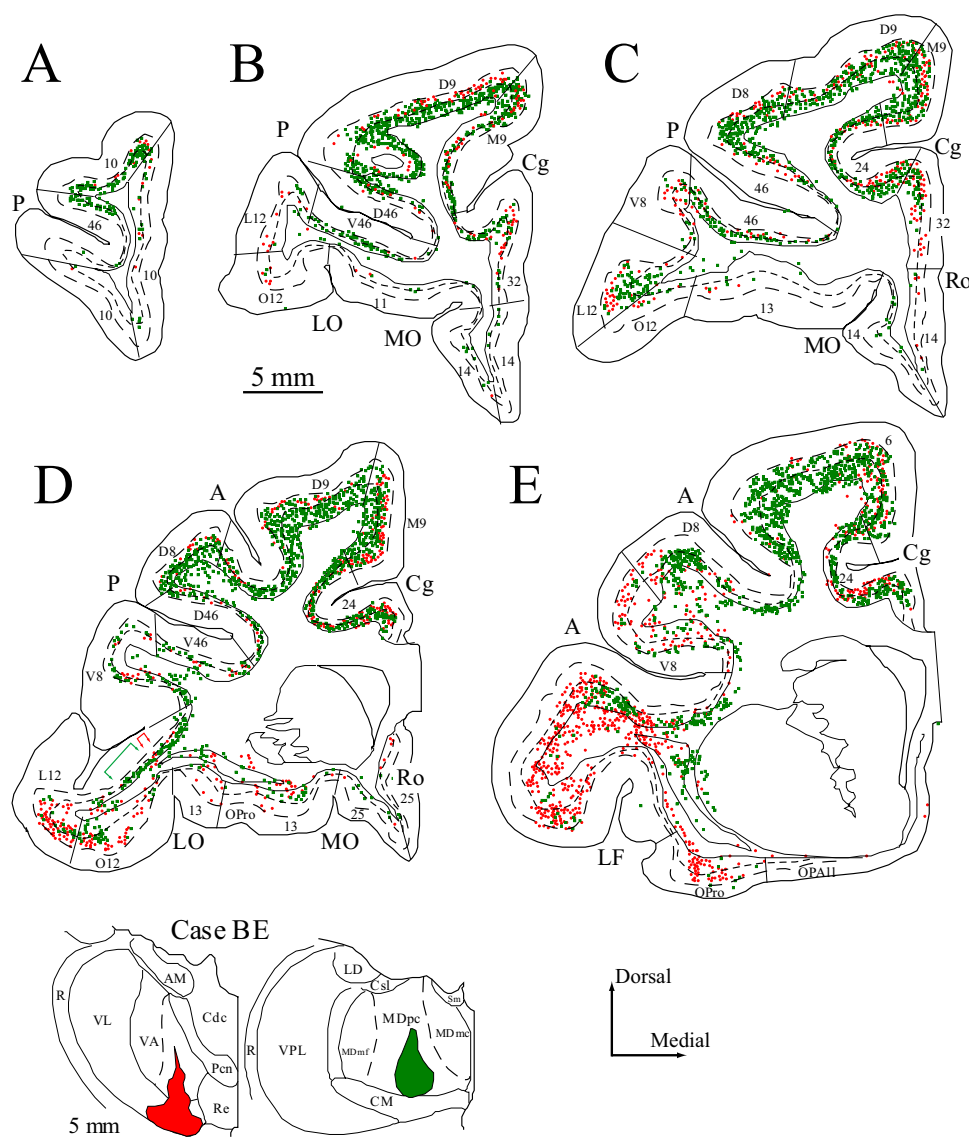 A
10
P
46
10
10
B
D9
P
M9
Cg
L12
D46
V46
O12
32
LO
11
MO
14
14
5 mm
C
D9
M9
D8
P
Cg
24
46
V8
46
32
L12
O12
13
Ro
MO
14
14
D
A
D9
M9
D8
P
24
Cg
D46
V46
V8
L12
Ro
13
OPro
13
25
25
O12
LO
MO
E
6
A
D8
Cg
24
A
V8
LF
OPro
OPAll
Case BE
AM
R
VL
VA
Cdc
Pcn
Re
5 mm
LD
Csl
Sm
MDpc
MDmc
R
VPL
MDmf
CM
Dorsal
Medial